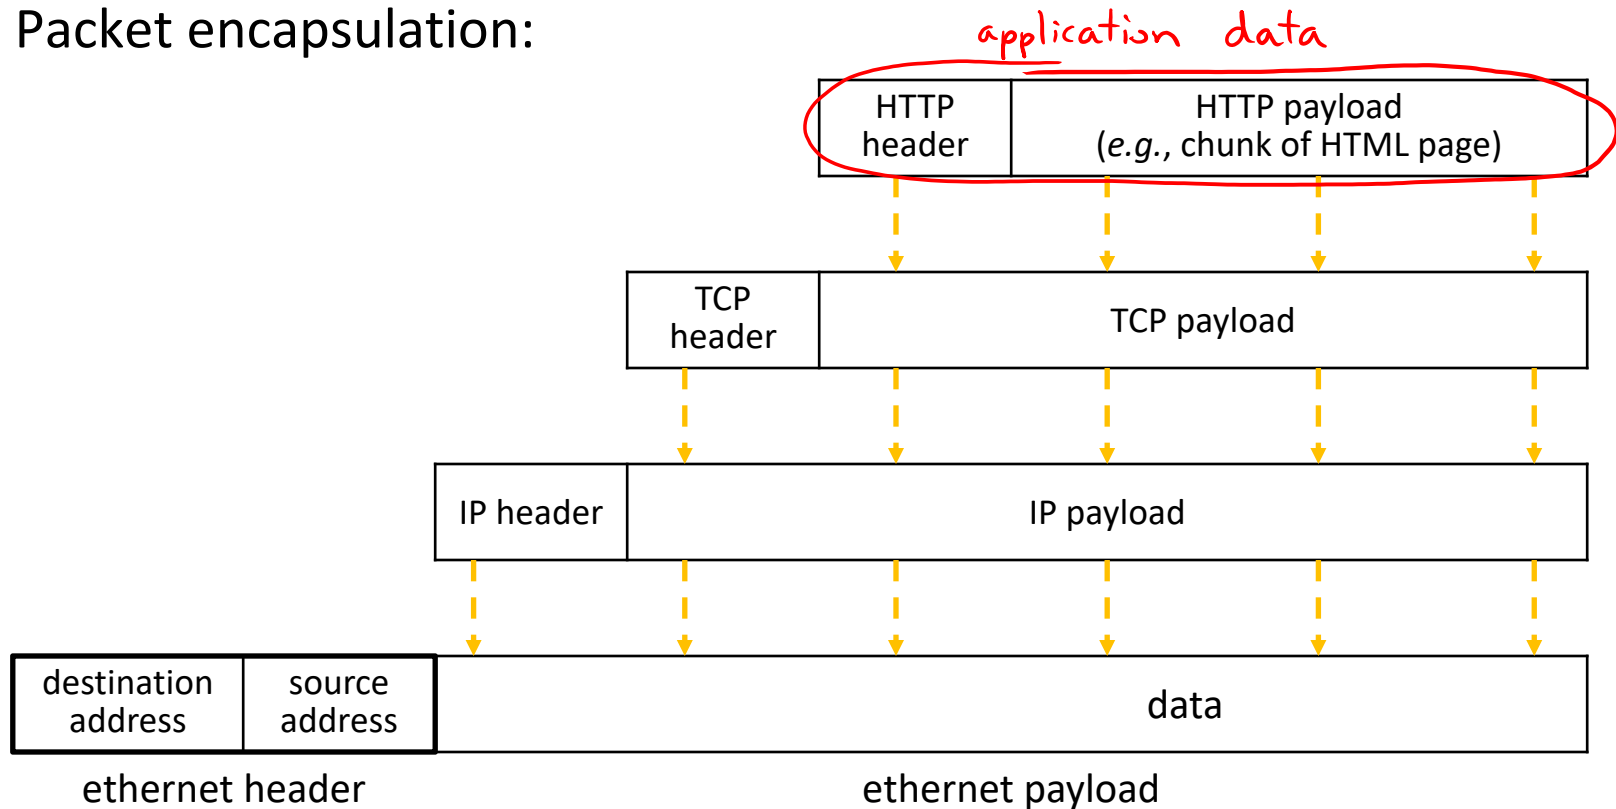 Packet encapsulation:
application data
HTTP
header
HTTP payload
(e.g., chunk of HTML page)
TCP
header
TCP payload
IP header
IP payload
destination
address
source
address
data
ethernet header
ethernet payload